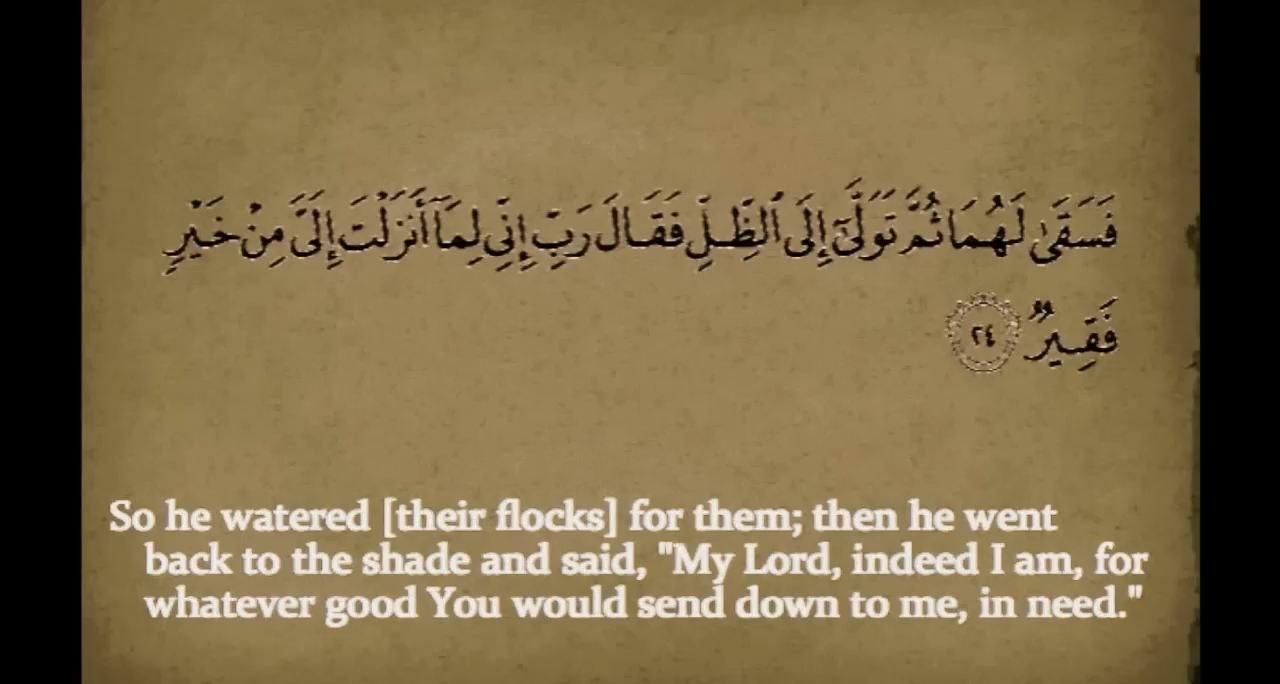 فَسَقَىٰ لَهُمَا ثُمَّ تَوَلَّىٰٓ إِلَى ٱلظِّلِّ فَقَالَ رَبِّ إِنِّى لِمَآ أَنزَلْتَ إِلَىَّ مِنْ خَيْرٍ
فَقِيرٌ ٢٤
So he watered [their flocks] for them; then he went
back to the shade and said, "My Lord, indeed I am, for
whatever good You would send down to me, in need."